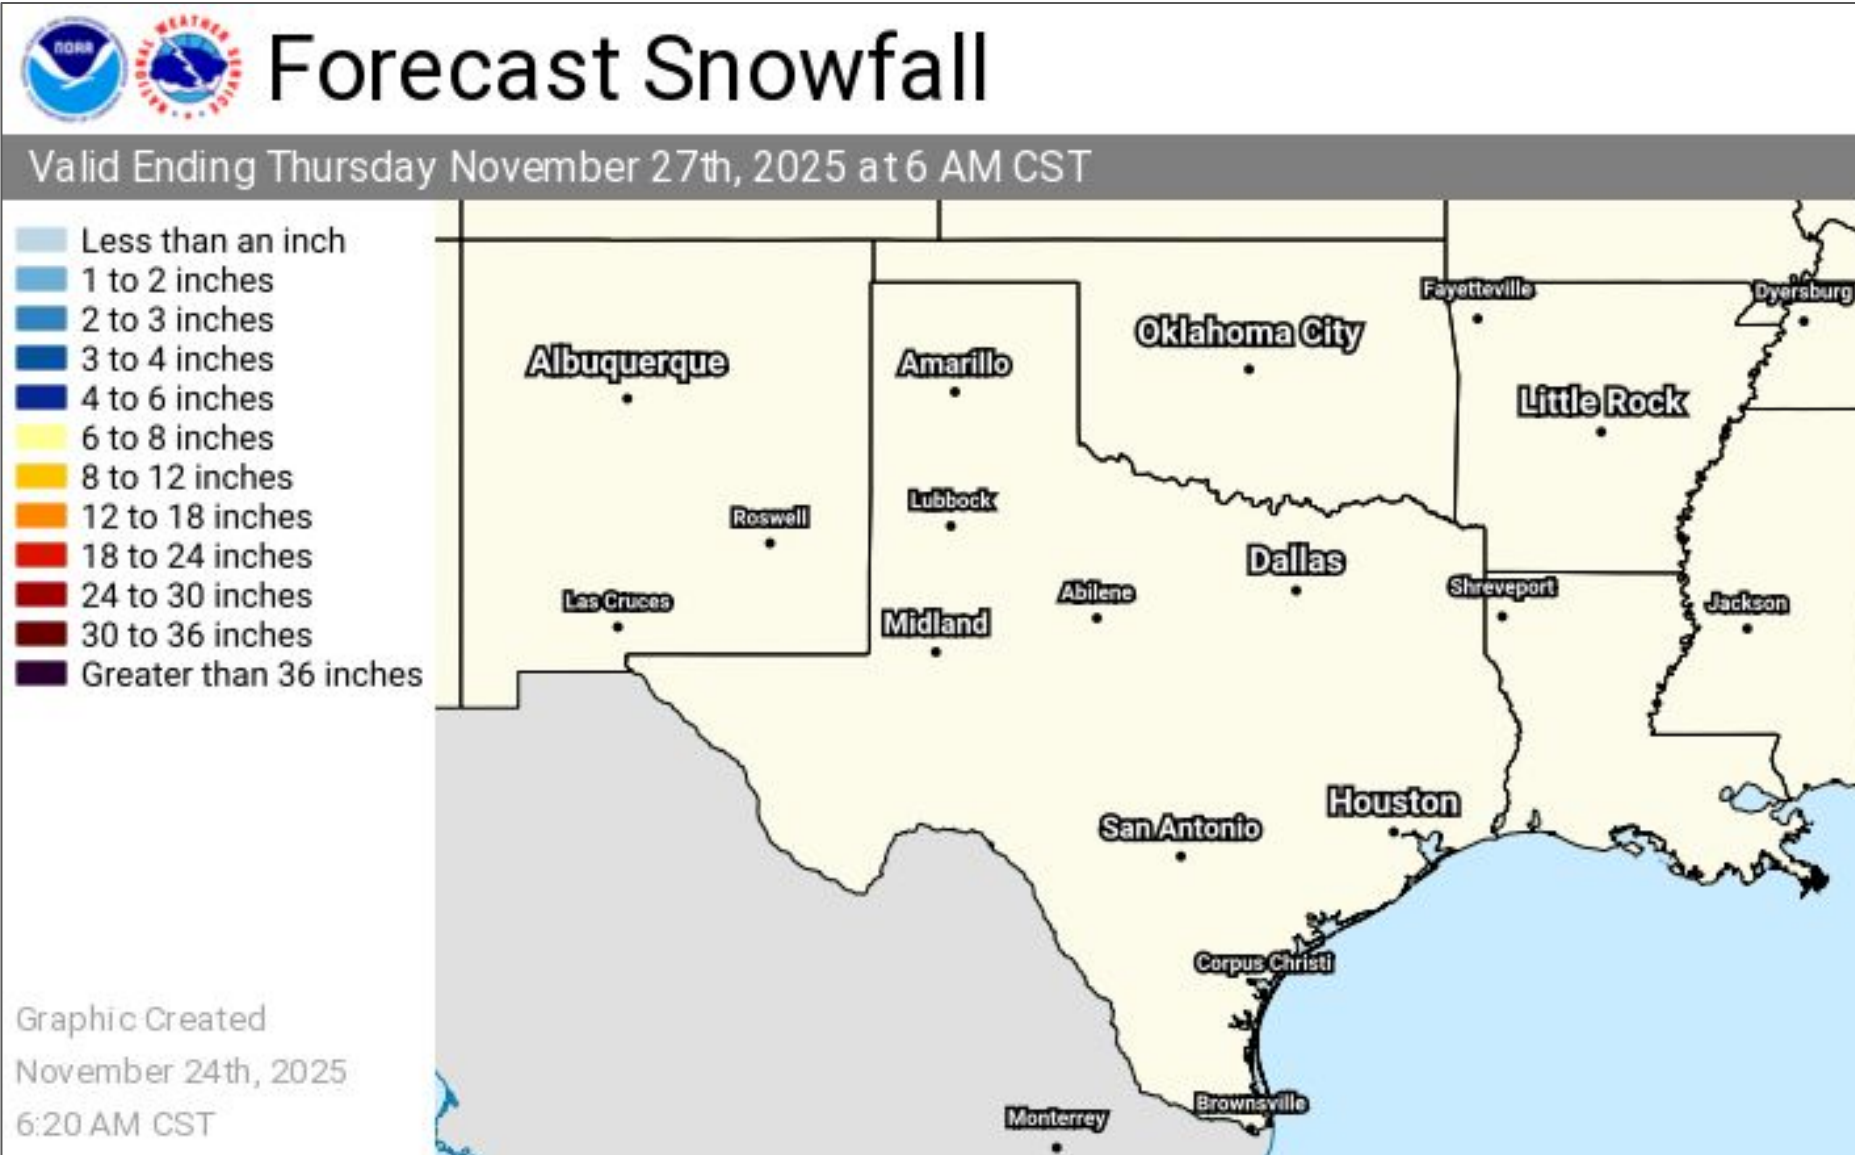 NOAA
NATIONAL WEATHER SERVICE
Forecast Snowfall
Valid Ending Thursday November 27th, 2025 at 6 AM CST
Less than an inch
1 to 2 inches
2 to 3 inches
3 to 4 inches
4 to 6 inches
6 to 8 inches
8 to 12 inches
12 to 18 inches
18 to 24 inches
24 to 30 inches
30 to 36 inches
Greater than 36 inches
Graphic Created
November 24th, 2025
6:20 AM CST
Fayetteville
Dyersburg
Oklahoma City
Albuquerque
Amarillo
Little Rock
Lubbock
Roswell
Dallas
Shreveport
Abilene
Las Cruces
Jackson
Midland
Houston
San Antonio
Corpus Christi
Brownsville
Monterrey